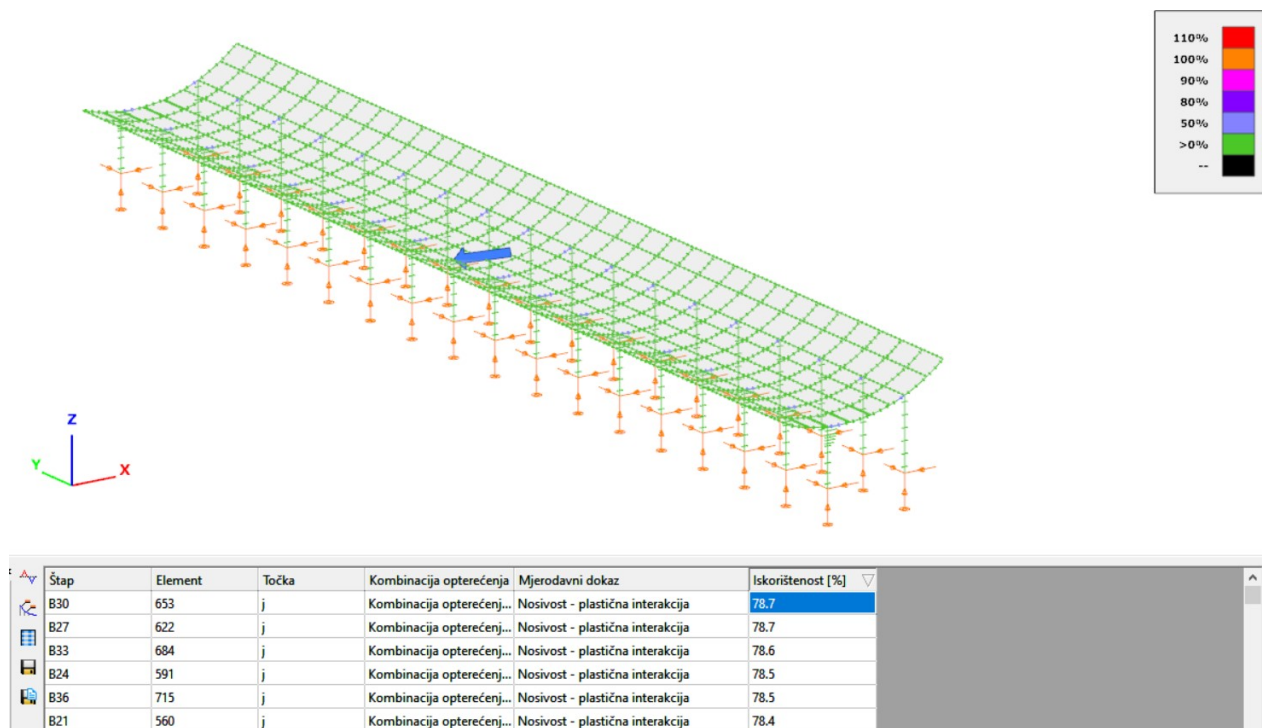 110%
100%
90%
80%
50%
>0%
--
Z
Y
X
Štap Element Točka Kombinacija opterećenja Mjerodavni dokaz Iskorištenost [%]
B30 653 j Kombinacija opterećenj... Nosivost - plastična interakcija 78.7
B27 622 j Kombinacija opterećenj... Nosivost - plastična interakcija 78.7
B33 684 j Kombinacija opterećenj... Nosivost - plastična interakcija 78.6
B24 591 j Kombinacija opterećenj... Nosivost - plastična interakcija 78.5
B36 715 j Kombinacija opterećenj... Nosivost - plastična interakcija 78.5
B21 560 j Kombinacija opterećenj... Nosivost - plastična interakcija 78.4